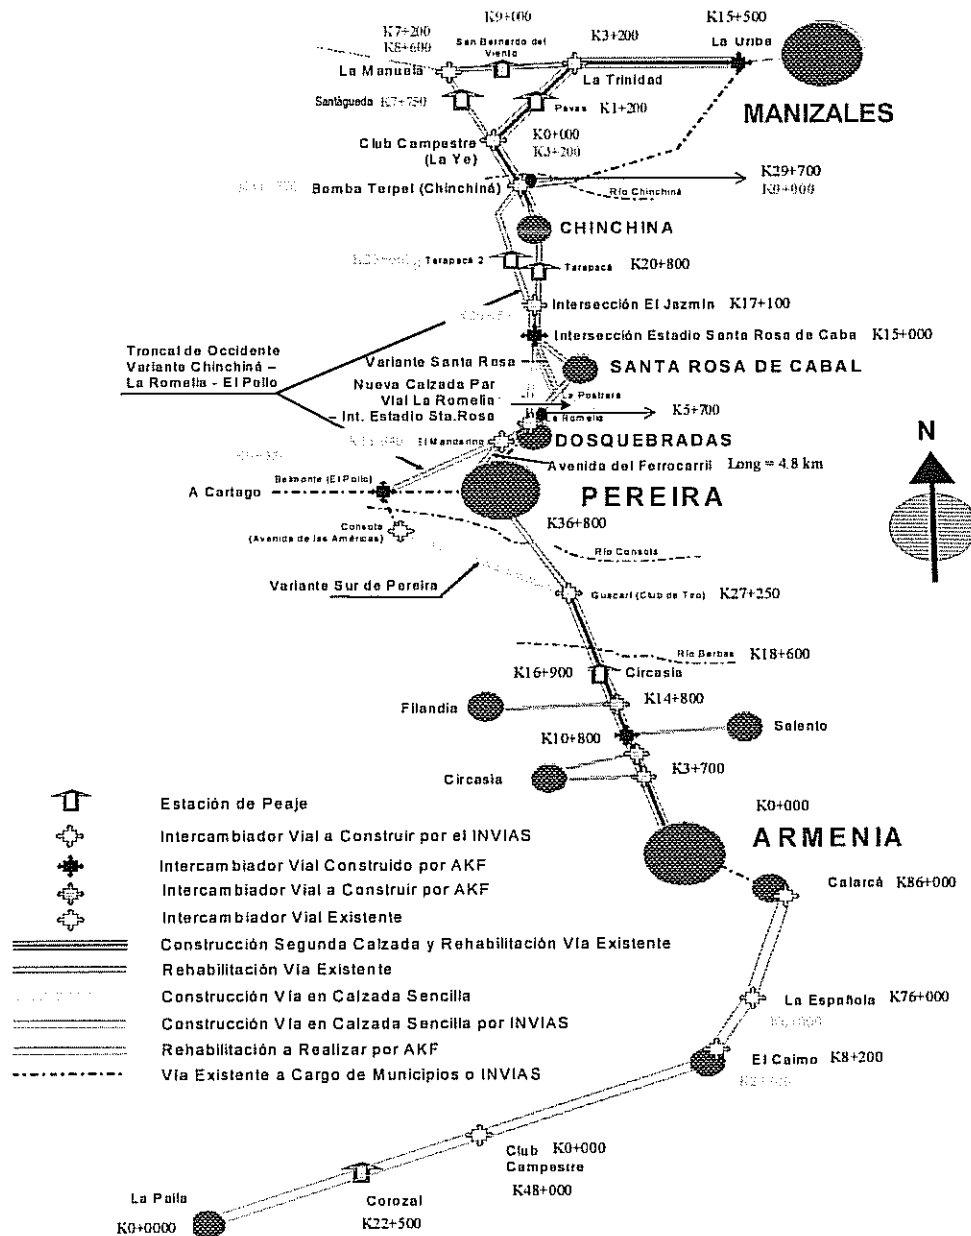 K9+000
K15+500
K7+200
K8+600
San Bernardo del
Viento
K3+200
La Uriba
La Manuela
La Trinidad
Santágueda
K7+750
Pavas
K1+200
MANIZALES
Club Campestre
(La Ye)
K0+000
K3+200
K29+700
K0+000
Bomba Terpel (Chinchiná)
Río Chinchiná
CHINCHINA
Tarapacá 2
Tarapacá
K20+800
Intersección El Jazmín
K17+100
Intersección Estadio Santa Rosa de Caba
K15+000
Troncal de Occidente
Variante Chinchiná –
La Romelia - El Pollo
Variante Santa Rosa
SANTA ROSA DE CABAL
Nueva Calzada Par
Vial La Romelia
– Int. Estadio Sta.Rosa
La Postrera
La Romelia
K5+700
El Mandarino
DOSQUEBRADAS
N
Avenida del Ferrocarril
Long = 4.8 km
Belmonte (El Pollo)
A Cartago
PEREIRA
Consota
(Avenida de las Américas)
K36+800
Río Consota
Variante Sur de Pereira
Guacarí (Club de Tiro)
K27+250
Río Barbas
K18+600
K16+900
Circasia
Filandia
K14+800
Salento
K10+800
Circasia
K3+700
K0+000
ARMENIA
Estación de Peaje
Intercambiador Vial a Construir por el INVIAS
Intercambiador Vial Construido por AKF
Intercambiador Vial a Construir por AKF
Intercambiador Vial Existente
Construcción Segunda Calzada y Rehabilitación Vía Existente
Rehabilitación Vía Existente
Construcción Vía en Calzada Sencilla
Construcción Vía en Calzada Sencilla por INVIAS
Rehabilitación a Realizar por AKF
Vía Existente a Cargo de Municipios o INVIAS
Calarcá
K86+000
La Española
K76+000
El Caimo
K8+200
Club
Campestre
K0+000
K48+000
La Paila
K0+0000
Corozal
K22+500